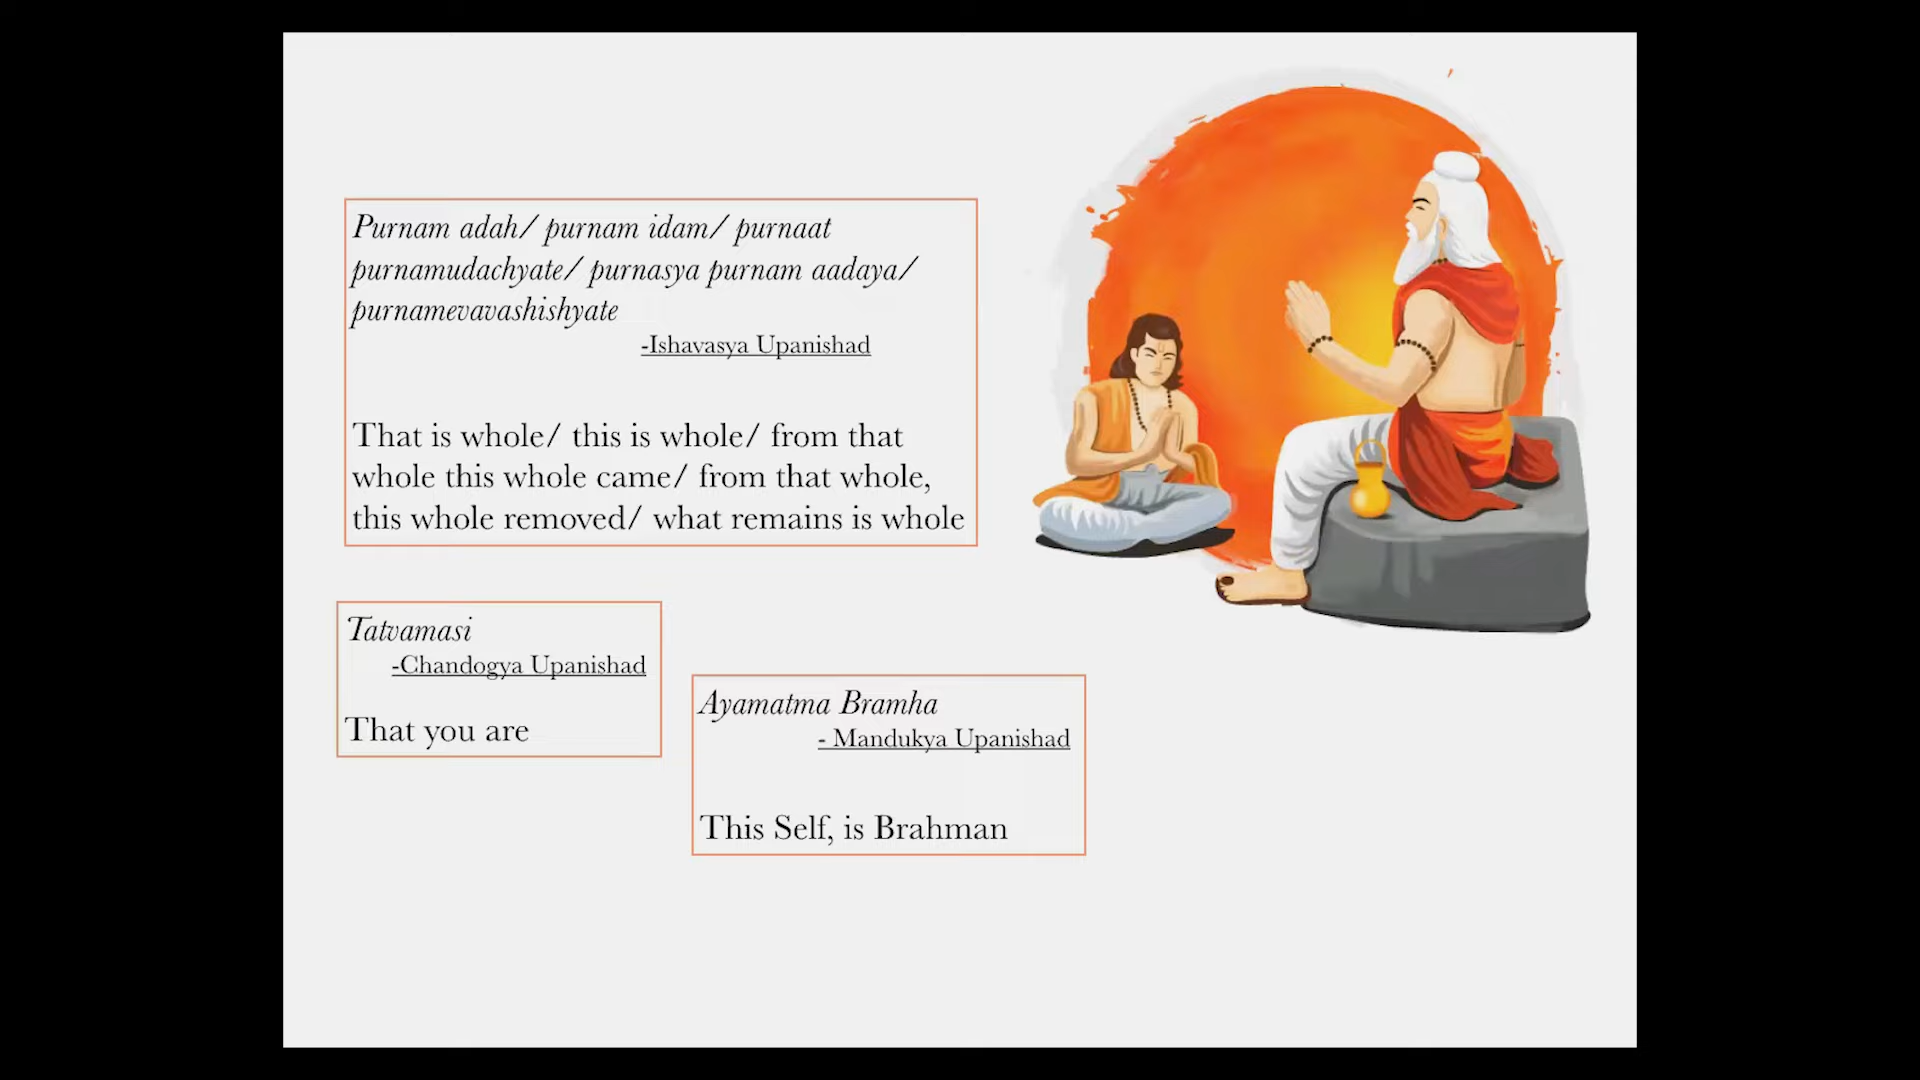 Purnam adah/ purnam idam/ purnaat
purnamudachyate/ purnasya purnam aadaya/
purnamevavashishyate
-Ishavasya Upanishad
That is whole/ this is whole/ from that
whole this whole came/ from that whole,
this whole removed/ what remains is whole
Tatvamasi
-Chandogya Upanishad
That you are
Ayamatma Bramha
- Mandukya Upanishad
This Self, is Brahman